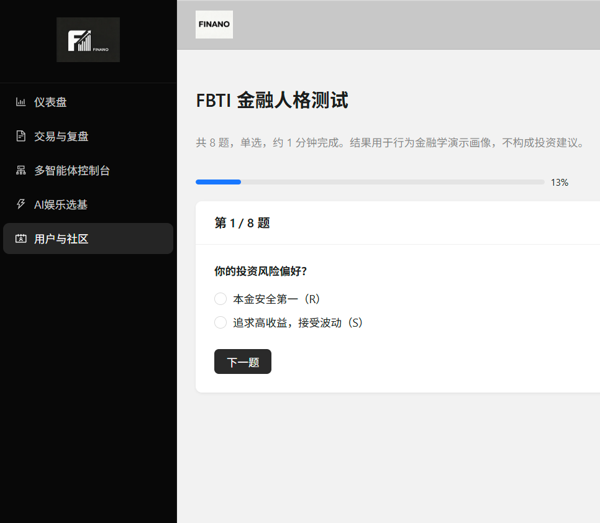 FINANO
FINANO
仪表盘
交易与复盘
多智能体控制台
AI娱乐选基
用户与社区
FBTI 金融人格测试
共 8 题，单选，约 1 分钟完成。结果用于行为金融学演示画像，不构成投资建议。
13%
第 1 / 8 题
你的投资风险偏好?
本金安全第一（R）
追求高收益，接受波动（S）
下一题